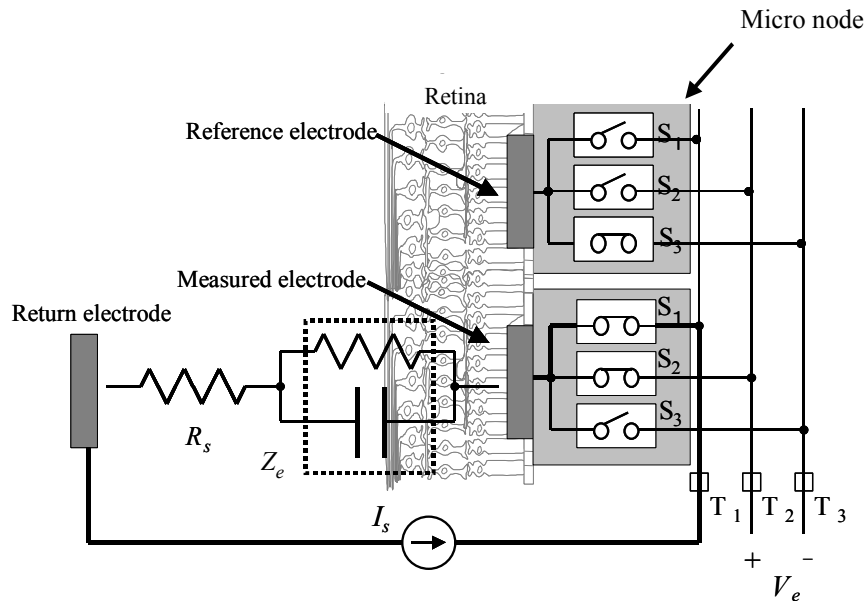 Micro node
Retina
Reference electrode
S1
S2
S3
Measured electrode
Return electrode
S1
S2
S3
Rs
Ze
Is
T1 T2 T3
+ -
Ve